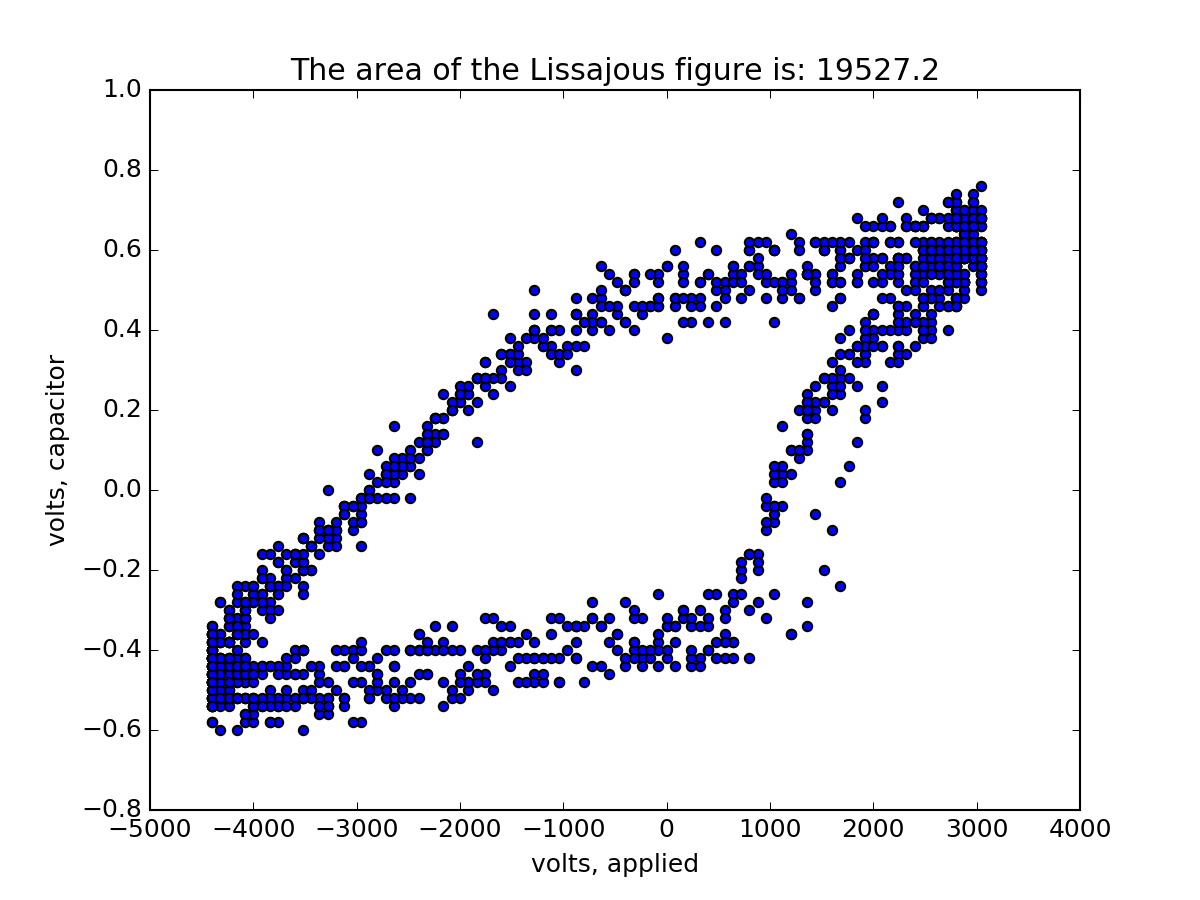 The area of the Lissajous figure is: 19527.2
1.0
0.8
0.6
0.4
0.2
0.0
−0.2
−0.4
−0.6
−0.8
volts, capacitor
−5000 −4000 −3000 −2000 −1000 0 1000 2000 3000 4000
volts, applied